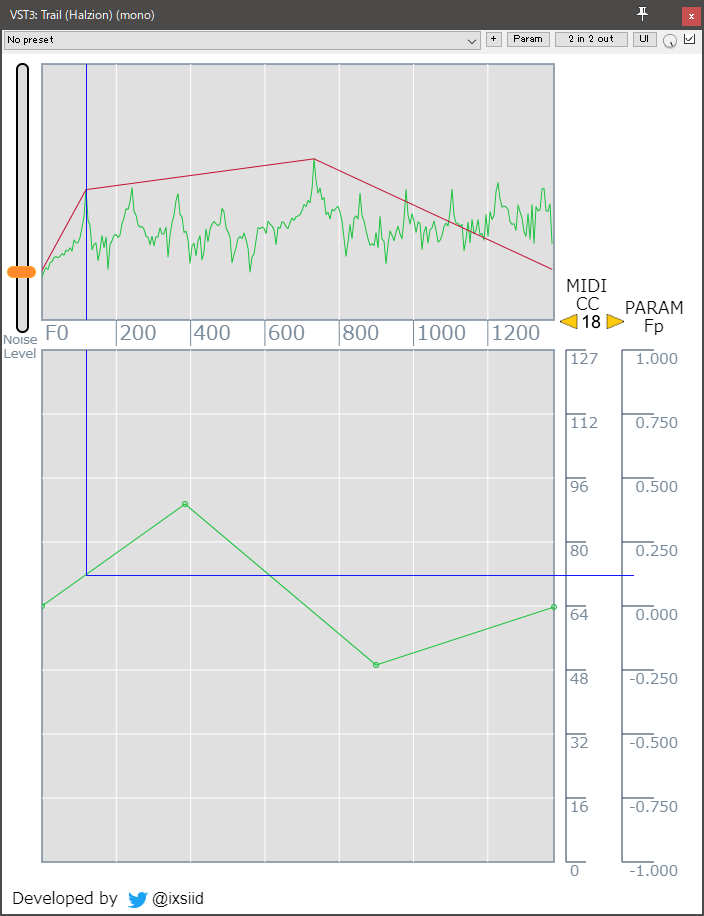 VST3: Trail (Halzion) (mono)
x
No preset
+
Param
2 in 2 out
UI
Noise
Level
F0
200
400
600
800
1000
1200
MIDI
CC
18
PARAM
Fp
127
112
96
80
64
48
32
16
0
1.000
0.750
0.500
0.250
0.000
-0.250
-0.500
-0.750
-1.000
Developed by @ixsiid